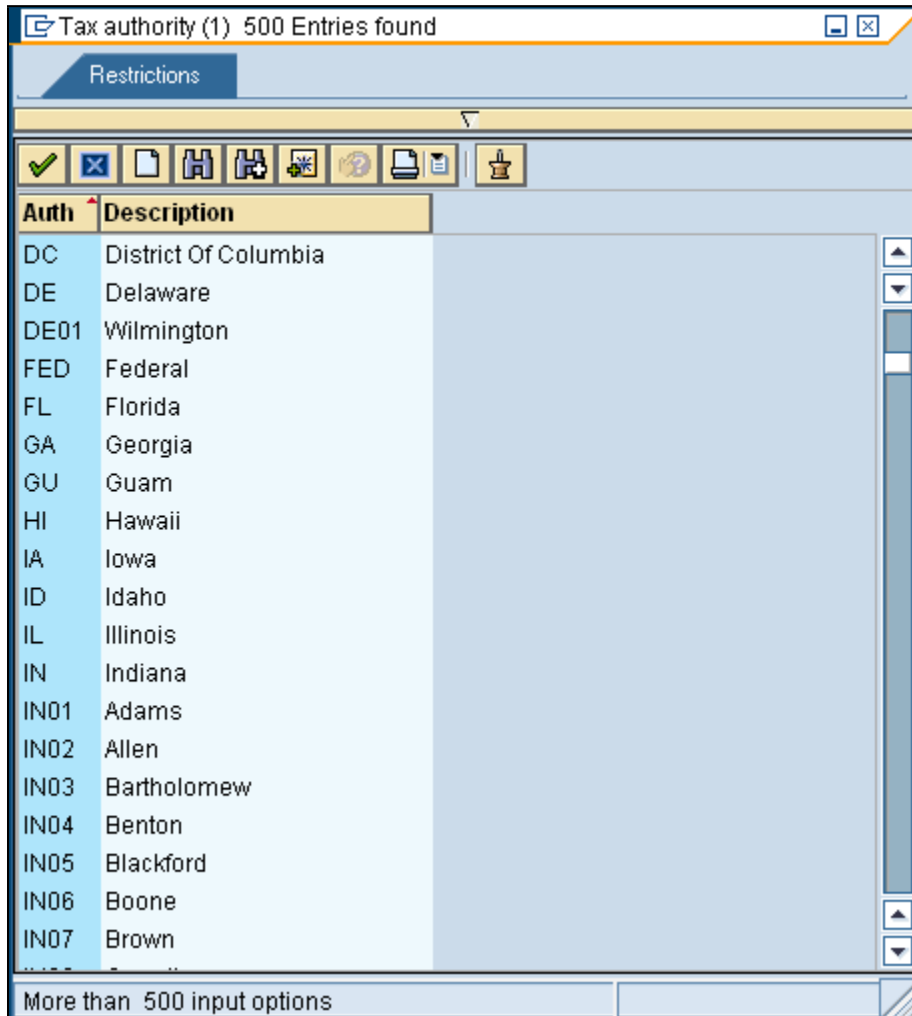 Tax authority (1) 500 Entries found
Restrictions
Auth Description
DC District Of Columbia
DE Delaware
DE01 Wilmington
FED Federal
FL Florida
GA Georgia
GU Guam
HI Hawaii
IA Iowa
ID Idaho
IL Illinois
IN Indiana
IN01 Adams
IN02 Allen
IN03 Bartholomew
IN04 Benton
IN05 Blackford
IN06 Boone
IN07 Brown
More than 500 input options